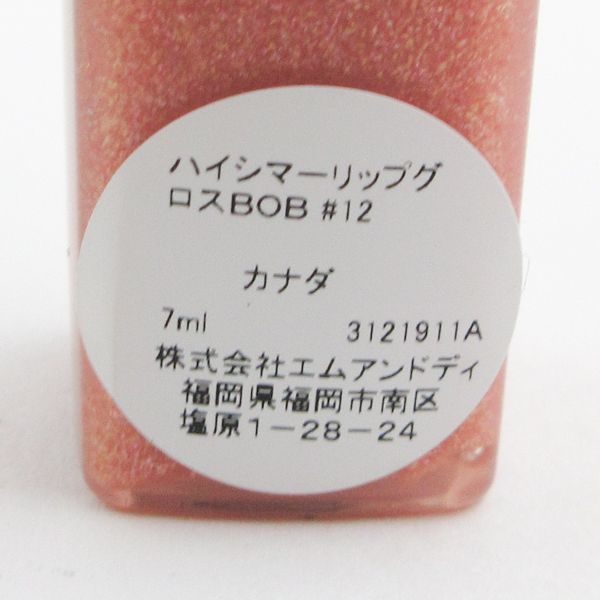 ハイシマーリップグ
ロスBOB #12
カナダ
7ml 3121911A
株式会社エムアンドディ
福岡県福岡市南区
塩原1-28-24